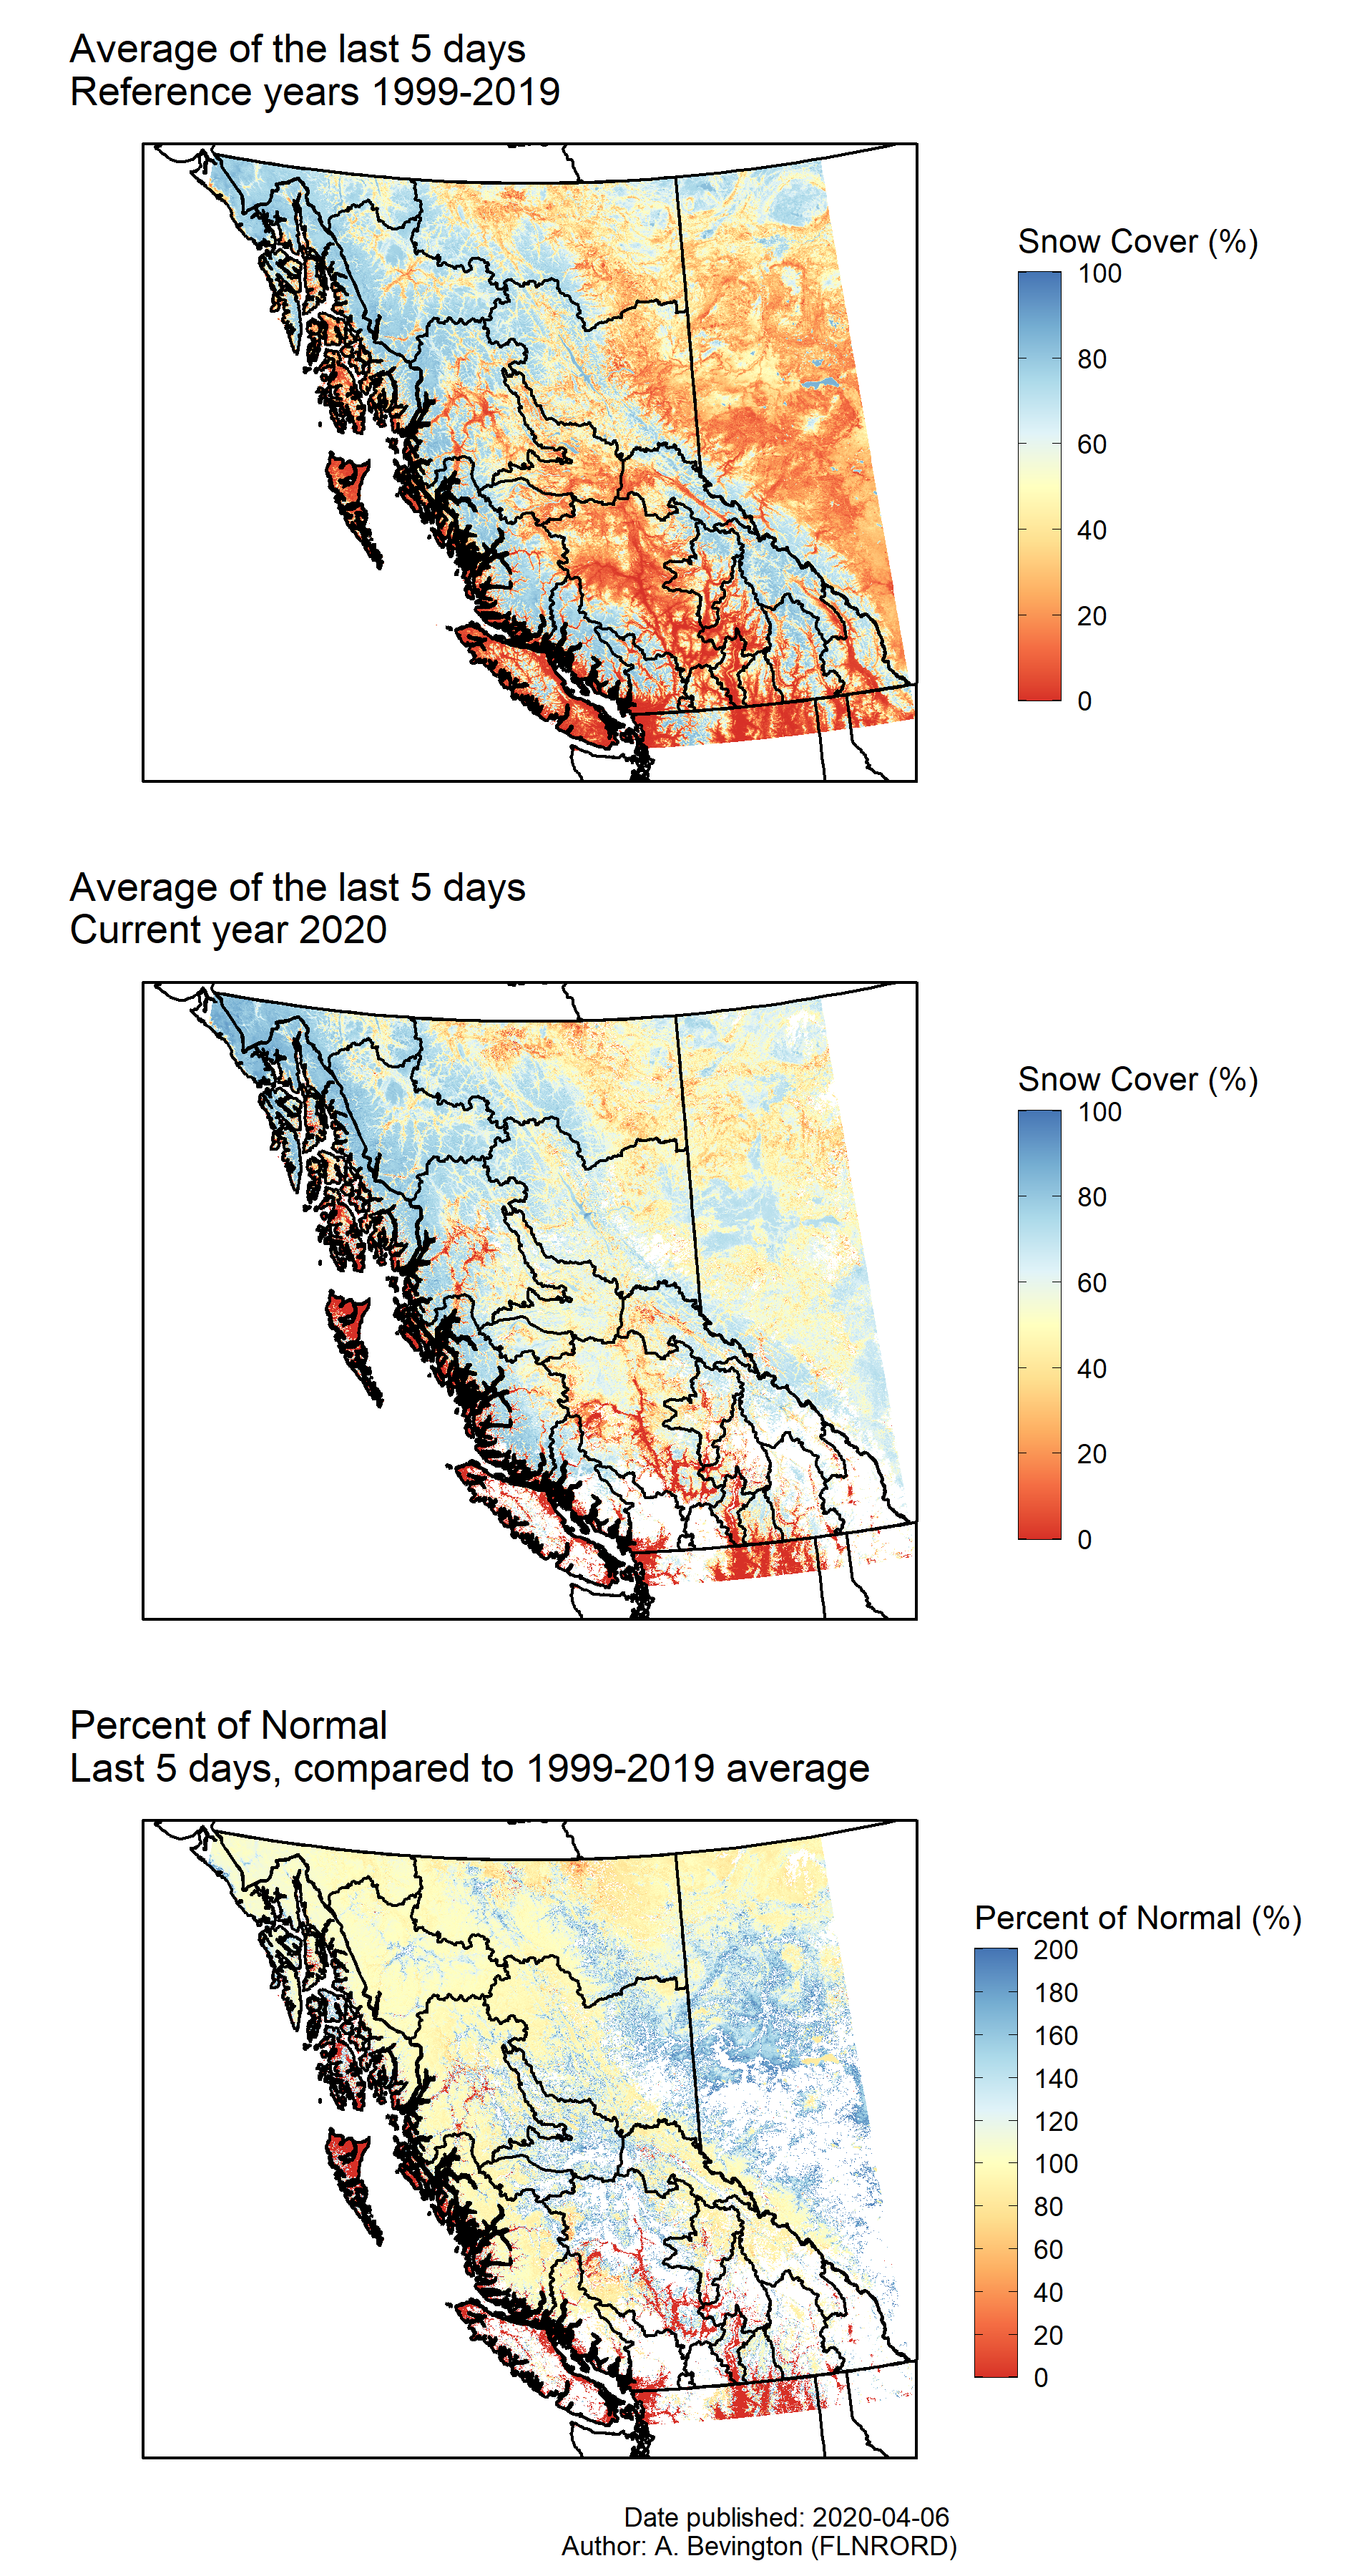 Average of the last 5 days
Reference years 1999-2019
Snow Cover (%)
100
80
60
40
20
0
Average of the last 5 days
Current year 2020
Snow Cover (%)
100
80
60
40
20
0
Percent of Normal
Last 5 days, compared to 1999-2019 average
Percent of Normal (%)
200
180
160
140
120
100
80
60
40
20
0
Date published: 2020-04-06
Author: A. Bevington (FLNRORD)